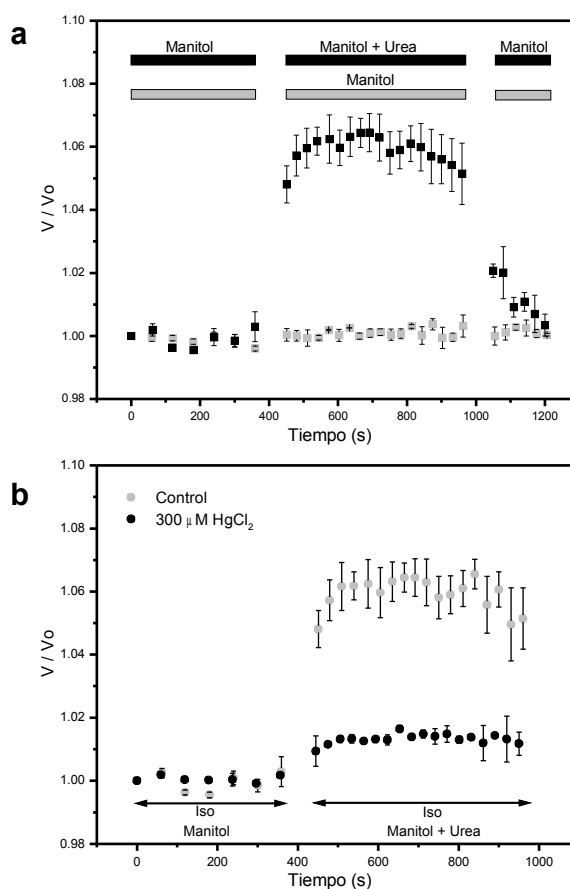 a
Manitol Manitol + Urea Manitol
Manitol
1.10
1.08
1.06
1.04
1.02
1.00
0.98
V / Vo
0 200 400 600 800 1000 1200
Tiempo (s)
b
1.10
1.08
1.06
1.04
1.02
1.00
0.98
V / Vo
Control
300 μM HgCl₂
Iso Iso
Manitol Manitol + Urea
0 200 400 600 800 1000
Tiempo (s)